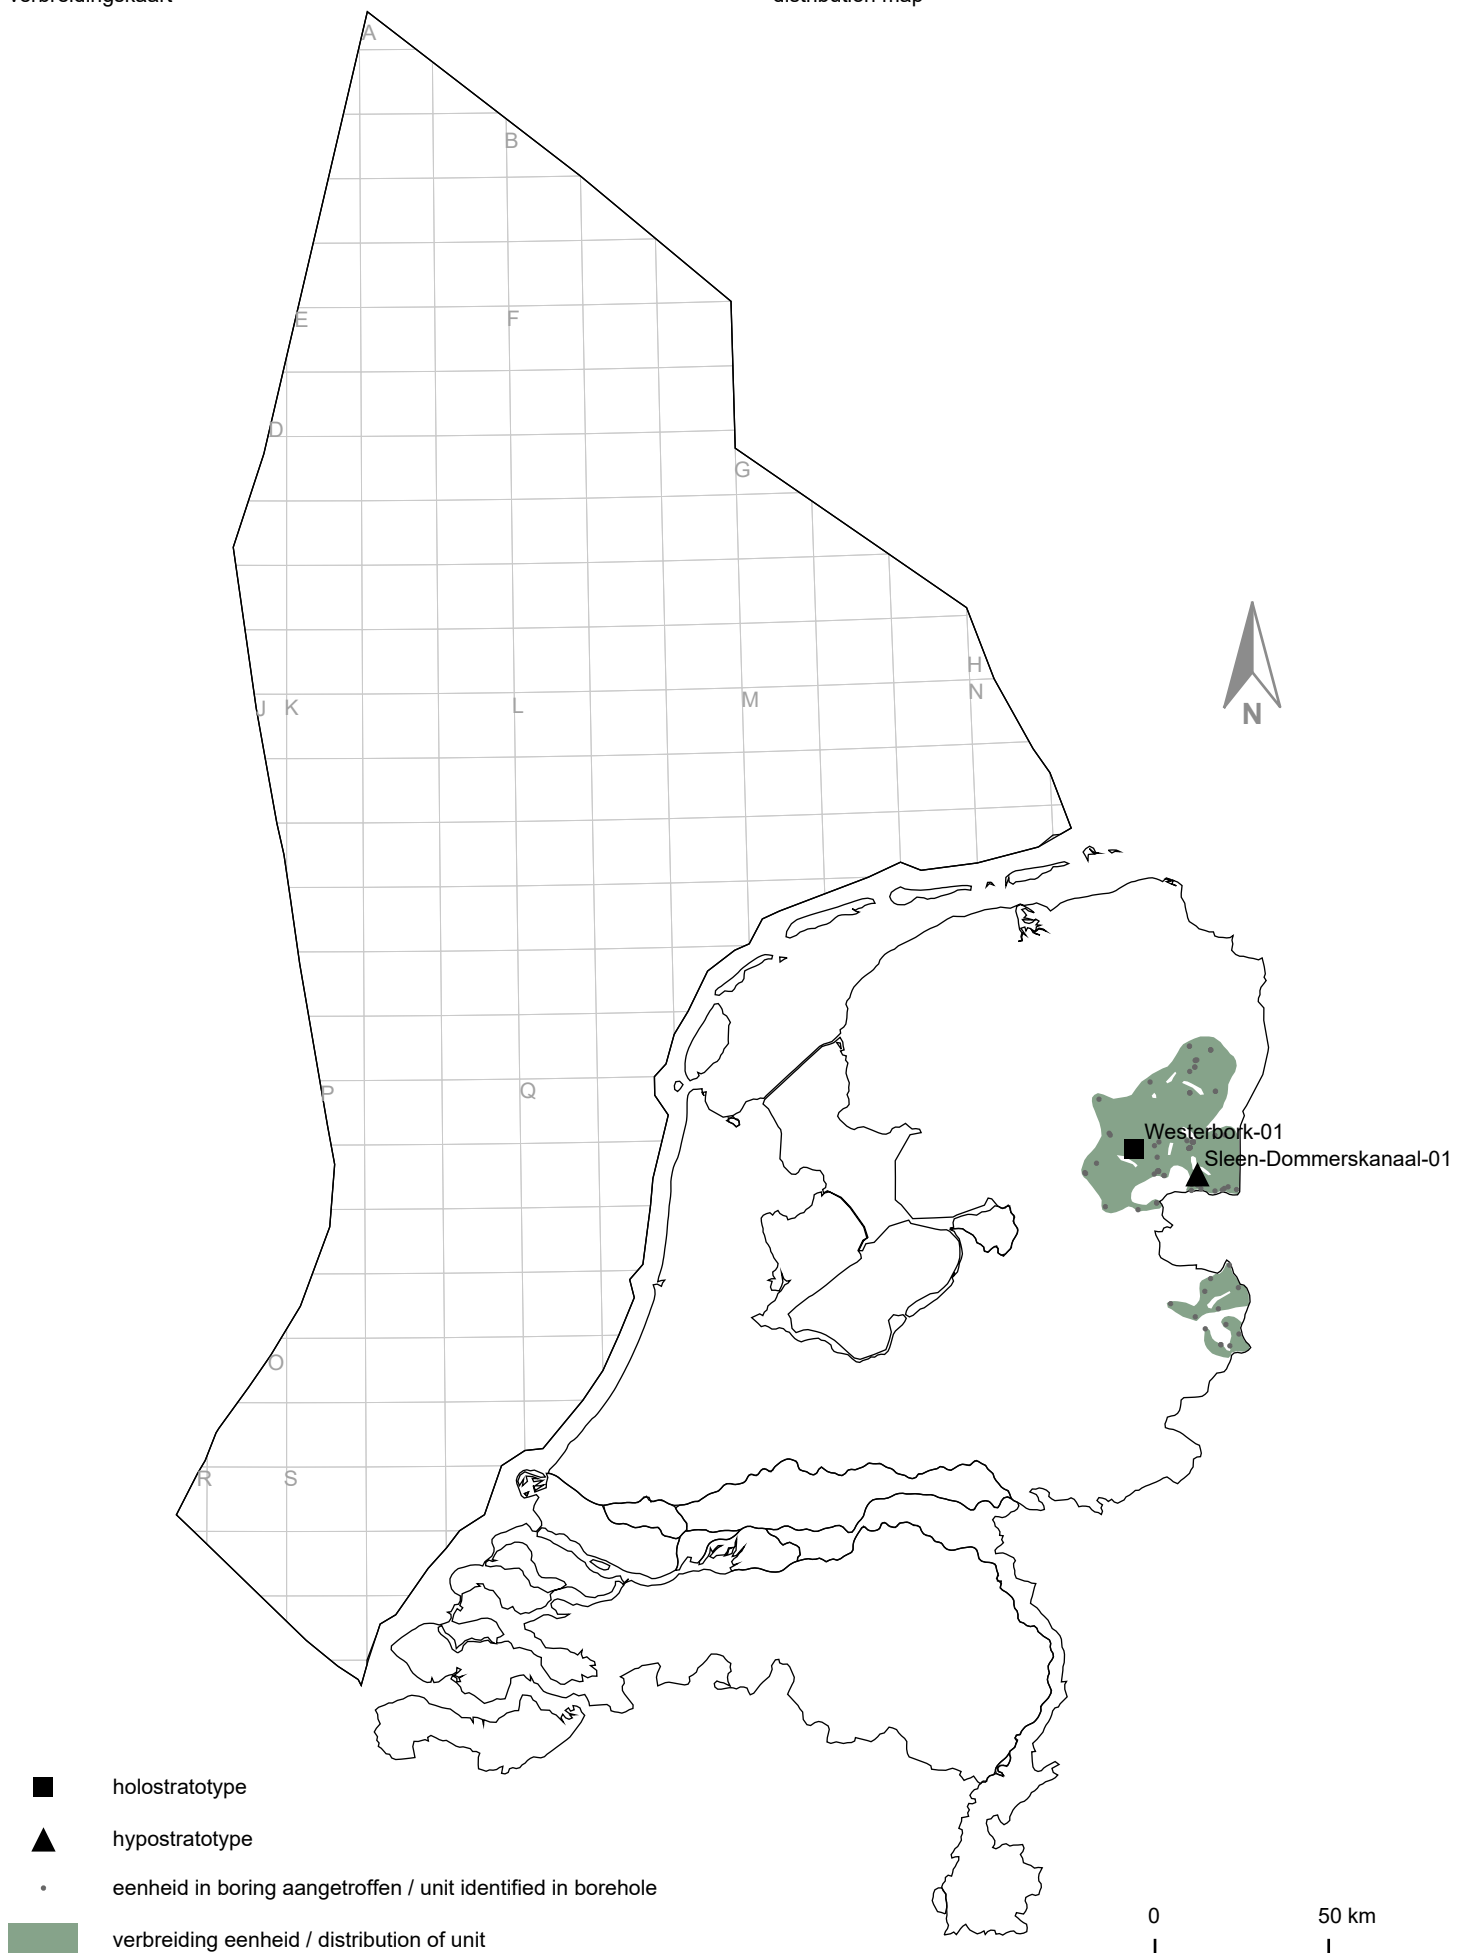 verbreidingskaart
distribution map
A
B
E
F
D
G
H
N
J
K
L
M
N
P
Q
Westerbork-01
Sleen-Dommerskanaal-01
O
R
S
holostratotype
hypostratotype
eenheid in boring aangetroffen / unit identified in borehole
verbreiding eenheid / distribution of unit
0
50 km